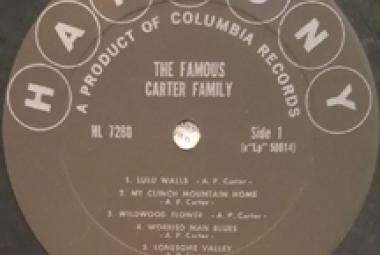 HARMONY
A PRODUCT OF COLUMBIA RECORDS
THE FAMOUS
CARTER FAMILY
HL 7280 Side 1
(x"Lp" 50814)
1. LULU WALLS - A. P. Carter -
2. MY CLINCH MOUNTAIN HOME
- A. P. Carter -
3. WILDWOOD FLOWER - A. P. Carter -
4. WORRIED MAN BLUES
- A. P. Carter -
5. LONESOME VALLEY